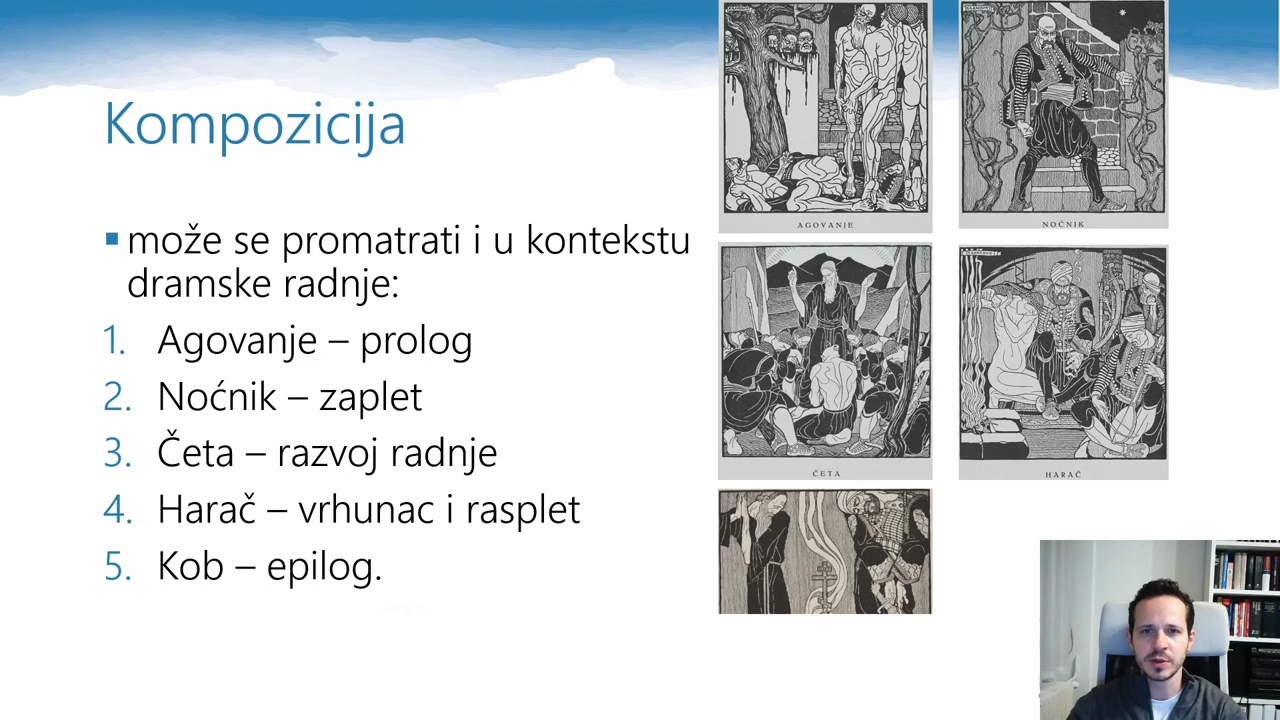 Kompozicija
▪ može se promatrati i u kontekstu
dramske radnje:
1. Agovanje – prolog
2. Noćnik – zaplet
3. Četa – razvoj radnje
4. Harač – vrhunac i rasplet
5. Kob – epilog.
AGOVANJE
NOĆNIK
ČETA
HARAČ